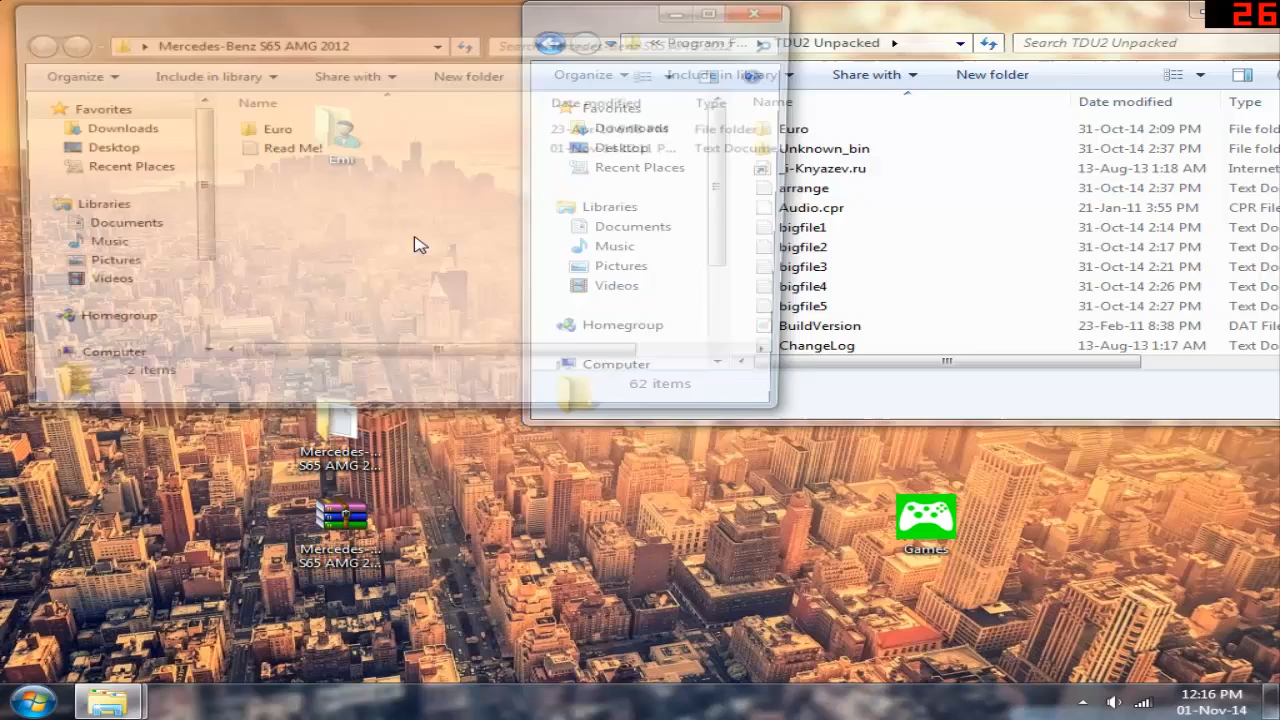 26
Mercedes-Benz S65 AMG 2012
Organize Include in library Share with New folder
Name Date modified Type
Favorites
Downloads
Desktop
Recent Places
Libraries
Documents
Music
Pictures
Videos
Homegroup
Computer
Euro File folder
Read Me! Text Docume
2 items
Emi
Program F... TDU2 Unpacked Search TDU2 Unpacked
Organize Include in library Share with New folder
Name Date modified Type
Favorites
Downloads
Desktop
Recent Places
Libraries
Documents
Music
Pictures
Videos
Homegroup
Computer
Euro 31-Oct-14 2:09 PM File fold
Unknown_bin 31-Oct-14 2:37 PM File fold
_i-Knyazev.ru 13-Aug-13 1:18 AM Internet
arrange 31-Oct-14 2:37 PM Text Do
Audio.cpr 21-Jan-11 3:55 PM CPR File
bigfile1 31-Oct-14 2:14 PM Text Do
bigfile2 31-Oct-14 2:17 PM Text Do
bigfile3 31-Oct-14 2:21 PM Text Do
bigfile4 31-Oct-14 2:26 PM Text Do
bigfile5 31-Oct-14 2:27 PM Text Do
BuildVersion 23-Feb-11 8:38 PM DAT Fil
ChangeLog 13-Aug-13 1:17 AM Text Do
62 items
Mercedes-...
S65 AMG 2...
Mercedes-...
S65 AMG 2...
Games
12:16 PM
01-Nov-14